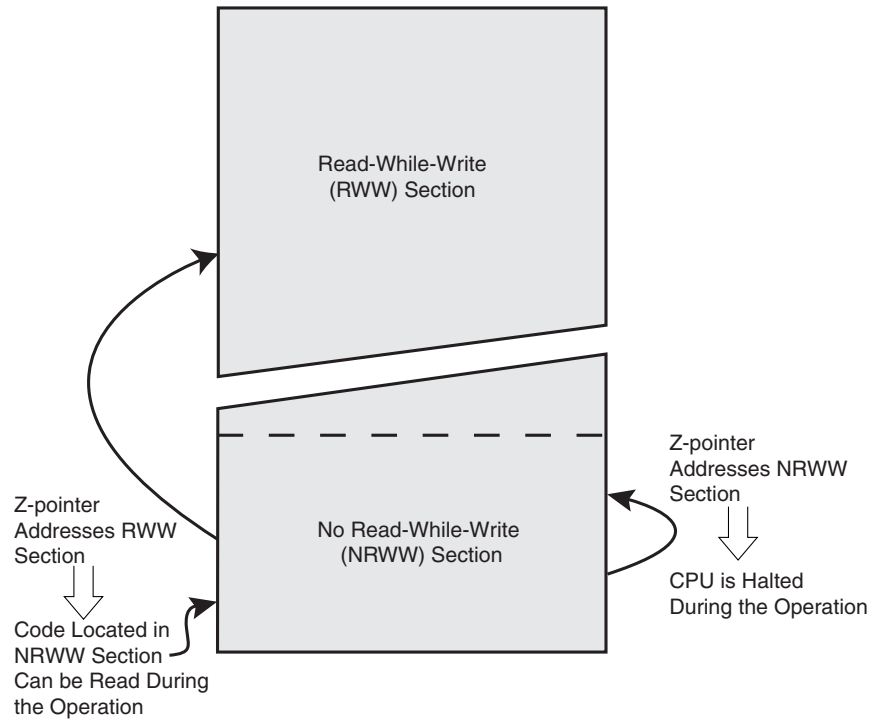 Read-While-Write
(RWW) Section
Z-pointer
Addresses NRWW
Section
Z-pointer
Addresses RWW
Section
No Read-While-Write
(NRWW) Section
CPU is Halted
During the Operation
Code Located in
NRWW Section
Can be Read During
the Operation